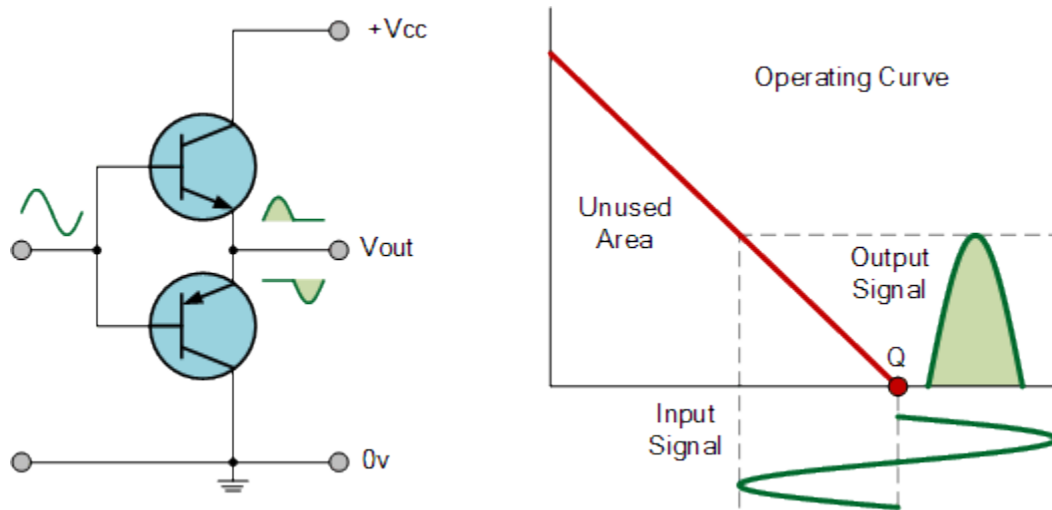 +Vcc
Vout
0v
Operating Curve
Unused
Area
Output
Signal
Q
Input
Signal